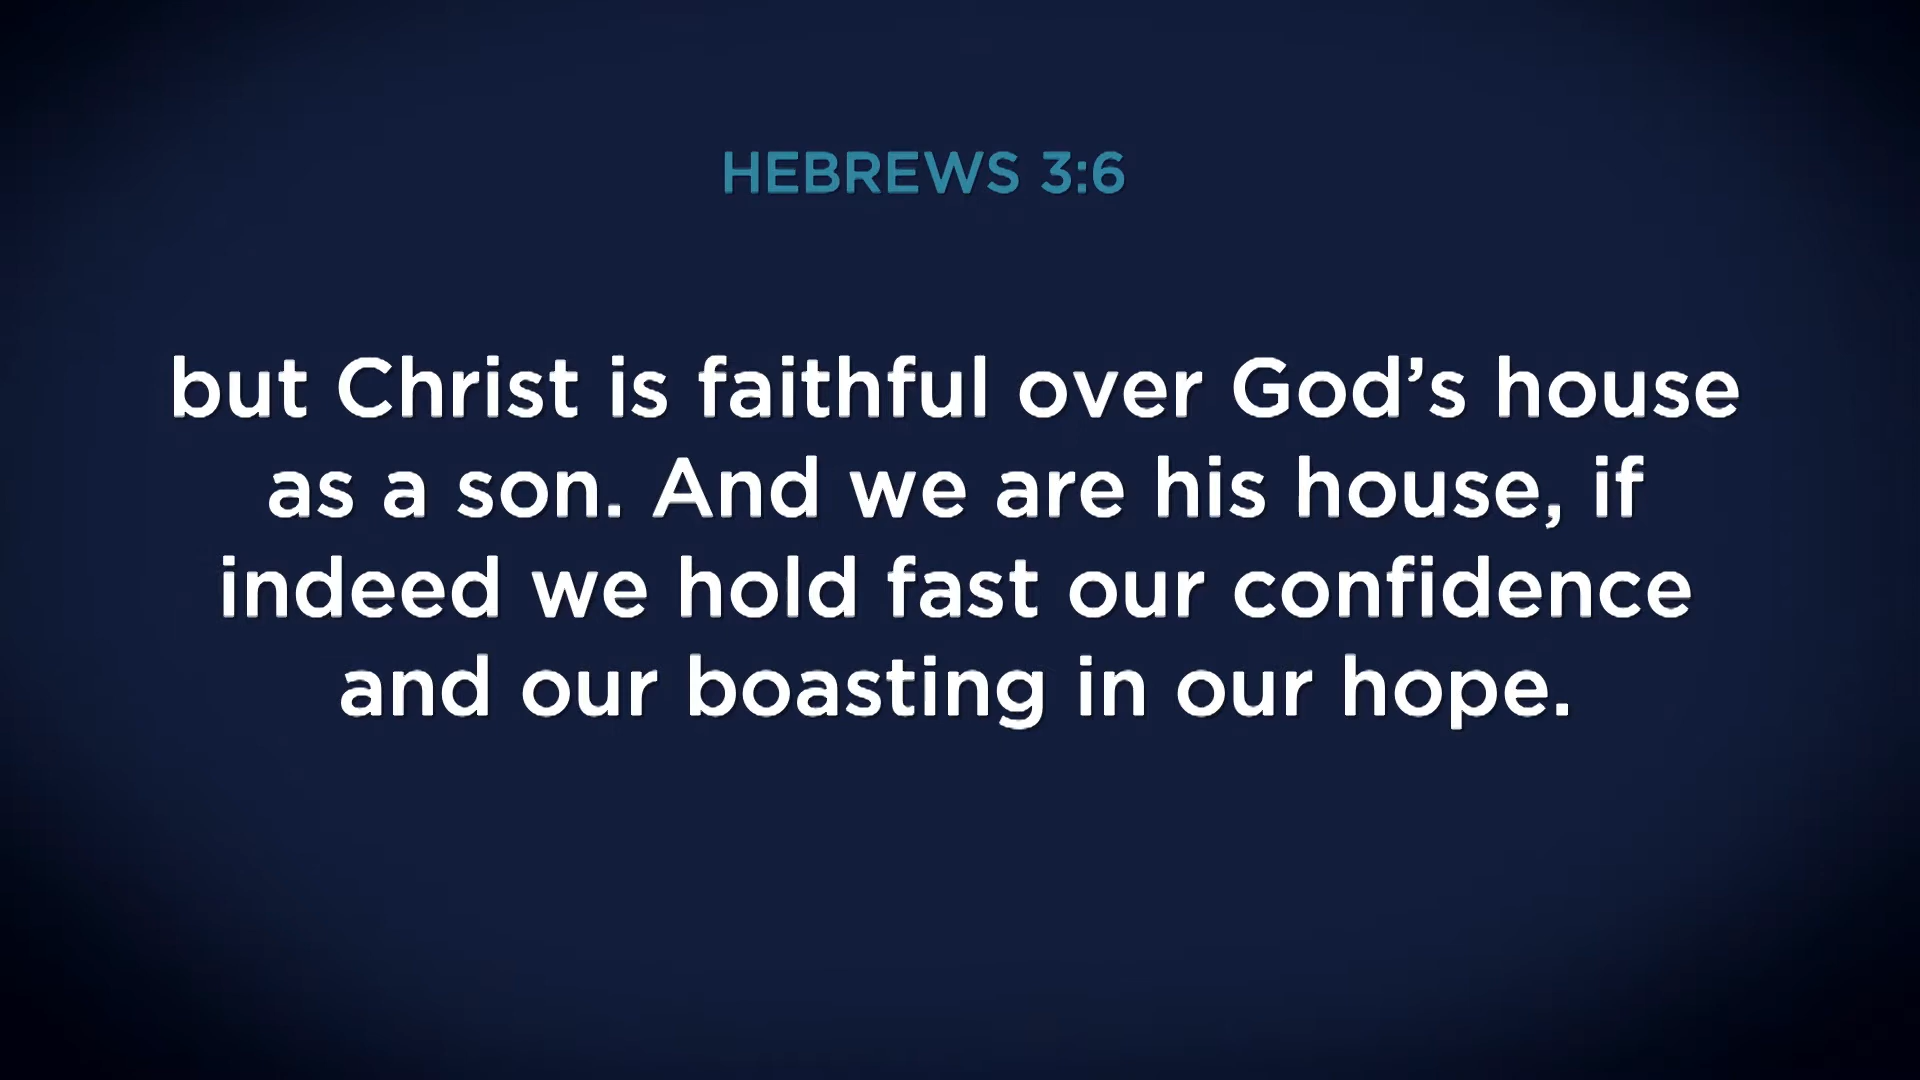 HEBREWS 3:6
but Christ is faithful over God’s house
as a son. And we are his house, if
indeed we hold fast our confidence
and our boasting in our hope.